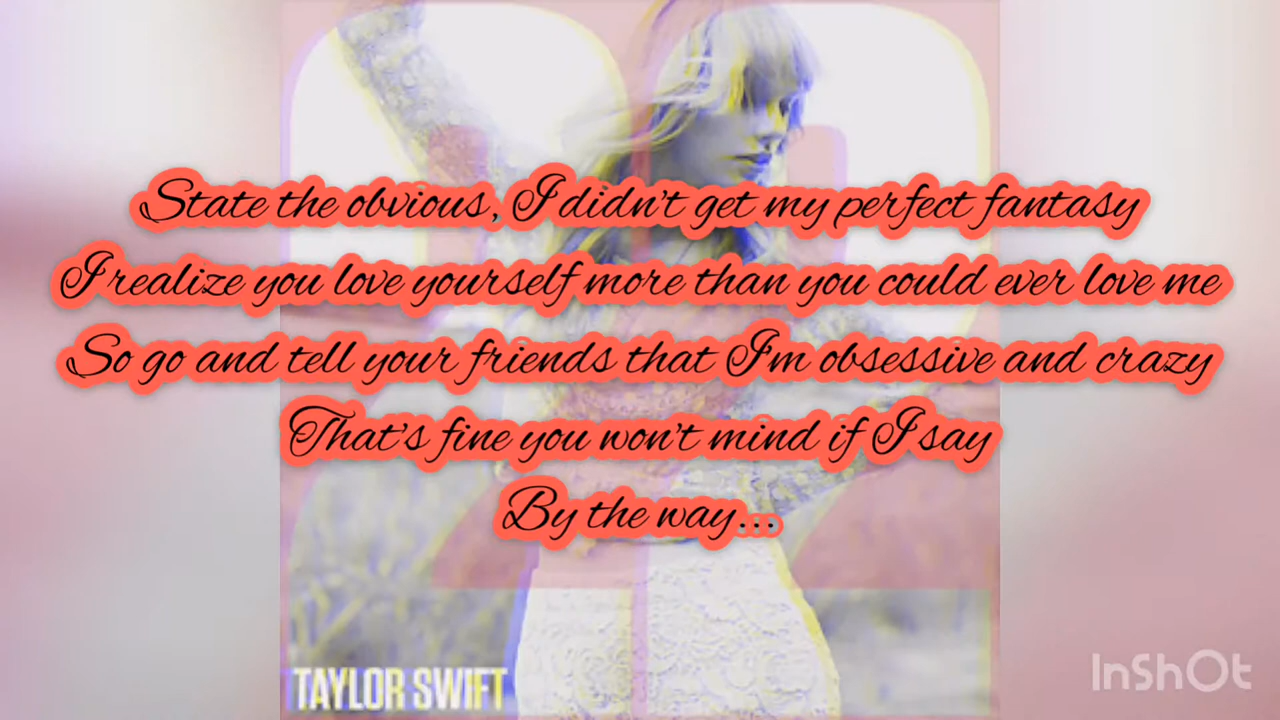 State the obvious, I didn't get my perfect fantasy
I realize you love yourself more than you could ever love me
So go and tell your friends that I'm obsessive and crazy
That's fine you won't mind if I say
By the way...
TAYLOR SWIFT
InShOt